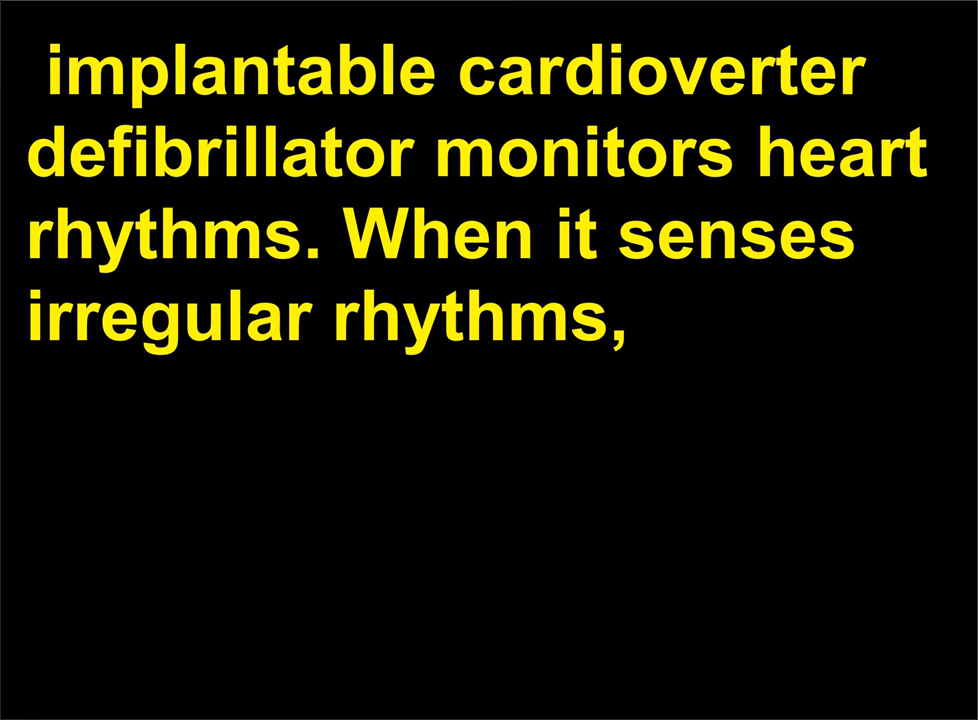 implantable cardioverter
defibrillator monitors heart
rhythms. When it senses
irregular rhythms,